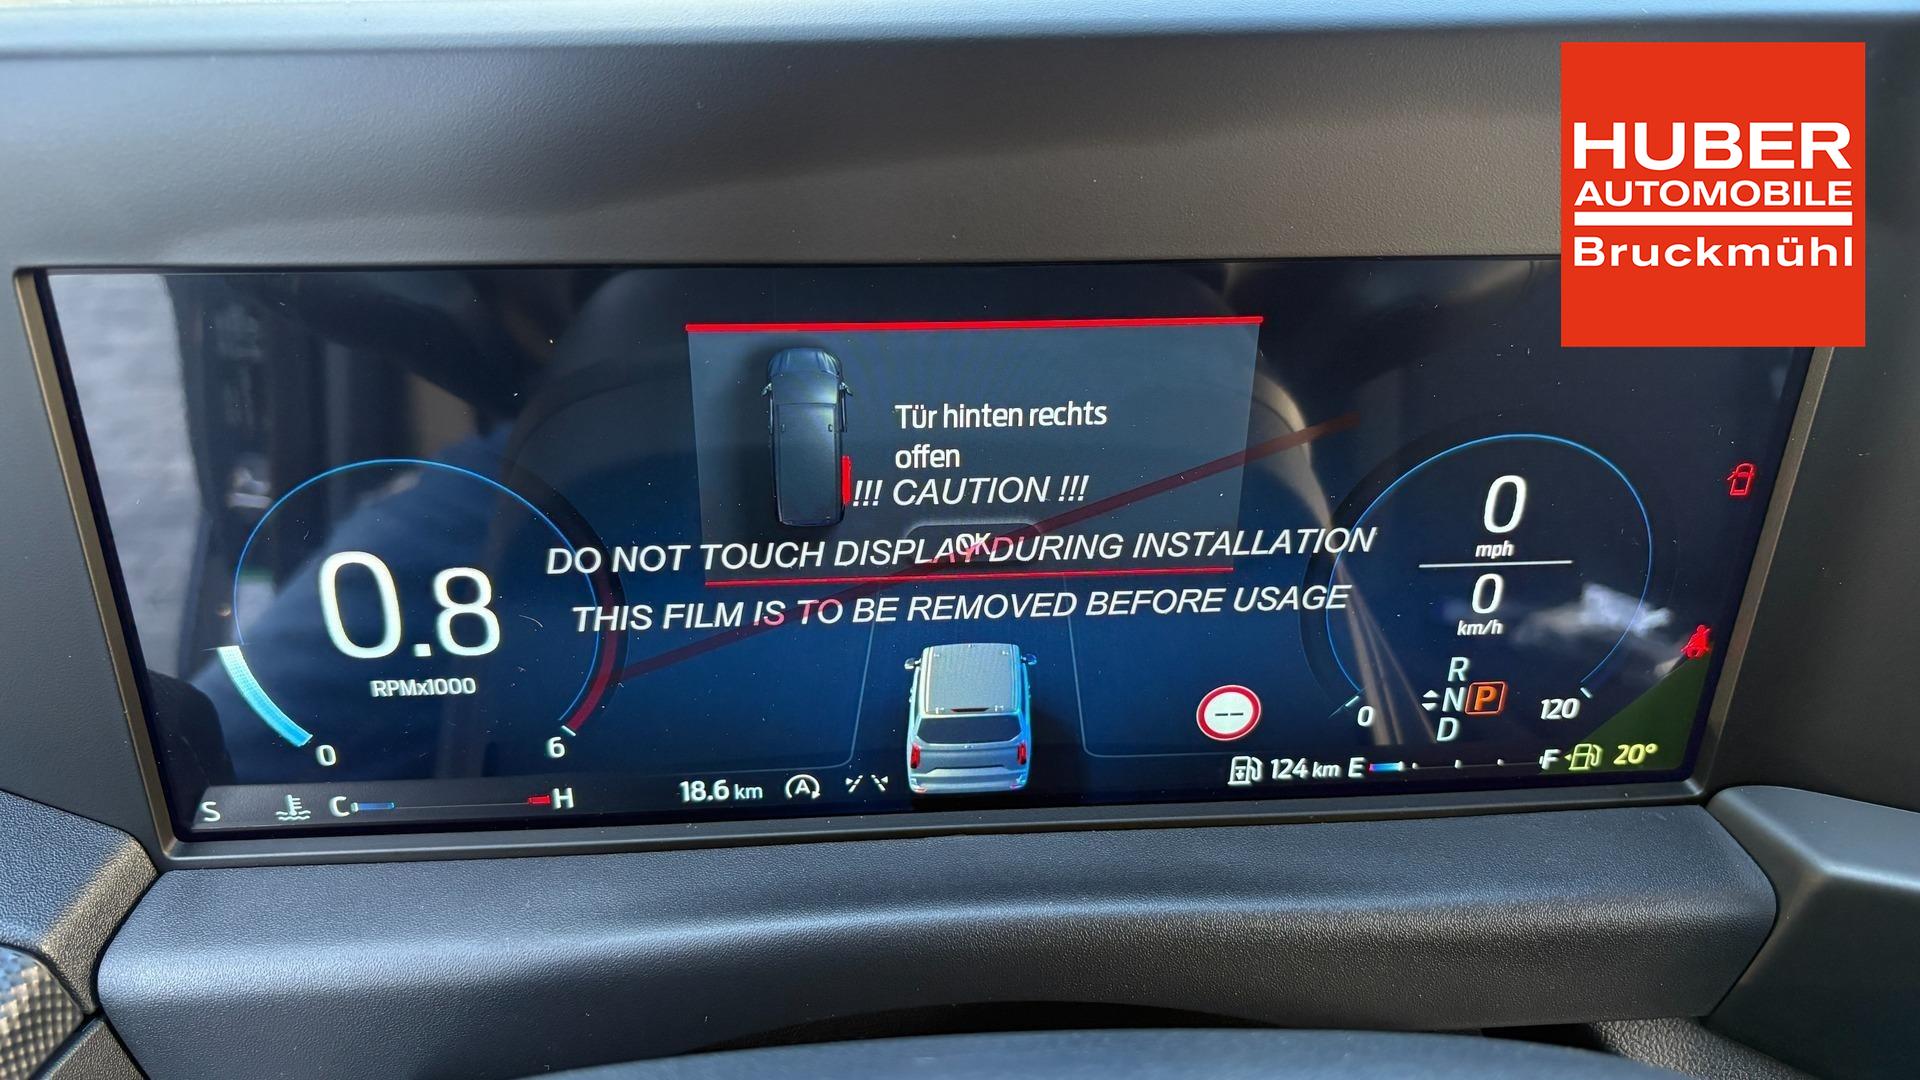 HUBER
AUTOMOBILE
Bruckmühl
Tür hinten rechts
offen
!!! CAUTION !!!
OK
DO NOT TOUCH DISPLAY DURING INSTALLATION
THIS FILM IS TO BE REMOVED BEFORE USAGE
0.8
RPMx1000
0
6
0
mph
0
km/h
R
N P
D
0
120
S
C H
18.6 km
A
--
124 km E F 20°